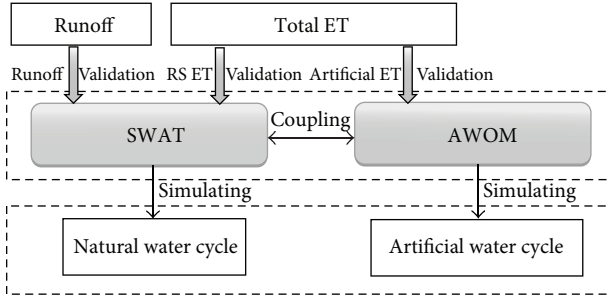 Runoff
Total ET
Runoff Validation
RS ET Validation
Artificial ET Validation
SWAT
Coupling
AWOM
Simulating
Simulating
Natural water cycle
Artificial water cycle